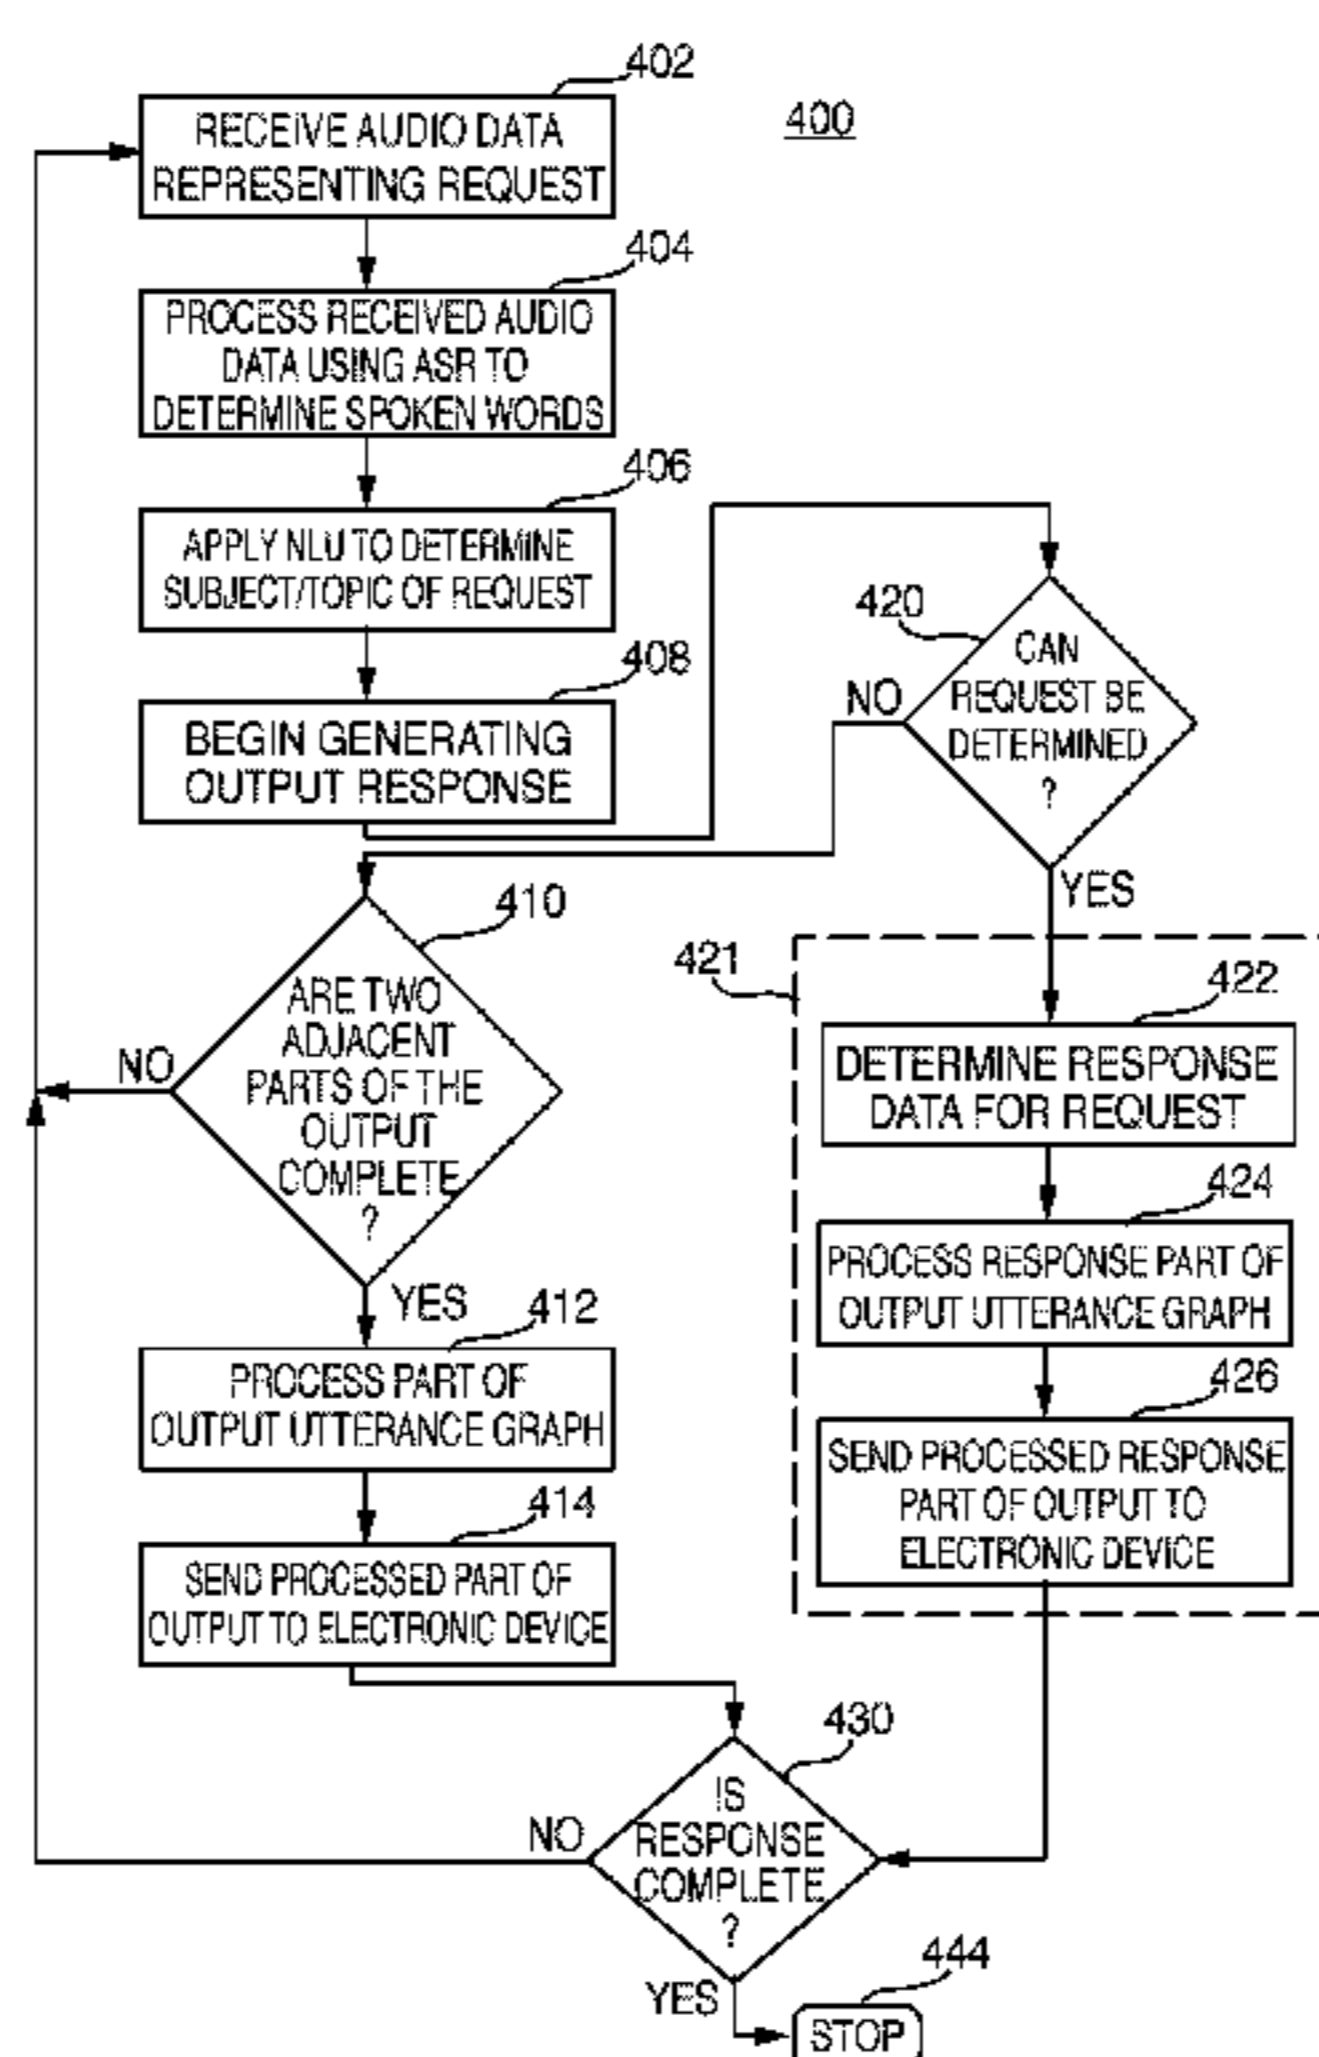 402
400
RECEIVE AUDIO DATA
REPRESENTING REQUEST
404
PROCESS RECEIVED AUDIO
DATA USING ASR TO
DETERMINE SPOKEN WORDS
406
APPLY NLU TO DETERMINE
SUBJECT/TOPIC OF REQUEST
408
BEGIN GENERATING
OUTPUT RESPONSE
420
CAN
REQUEST BE
DETERMINED
?
NO
YES
410
ARE TWO
ADJACENT
PARTS OF THE
OUTPUT
COMPLETE
?
NO
YES
421
422
DETERMINE RESPONSE
DATA FOR REQUEST
424
PROCESS RESPONSE PART OF
OUTPUT UTTERANCE GRAPH
426
SEND PROCESSED RESPONSE
PART OF OUTPUT TO
ELECTRONIC DEVICE
412
PROCESS PART OF
OUTPUT UTTERANCE GRAPH
414
SEND PROCESSED PART OF
OUTPUT TO ELECTRONIC DEVICE
430
IS
RESPONSE
COMPLETE
?
NO
YES
444
STOP